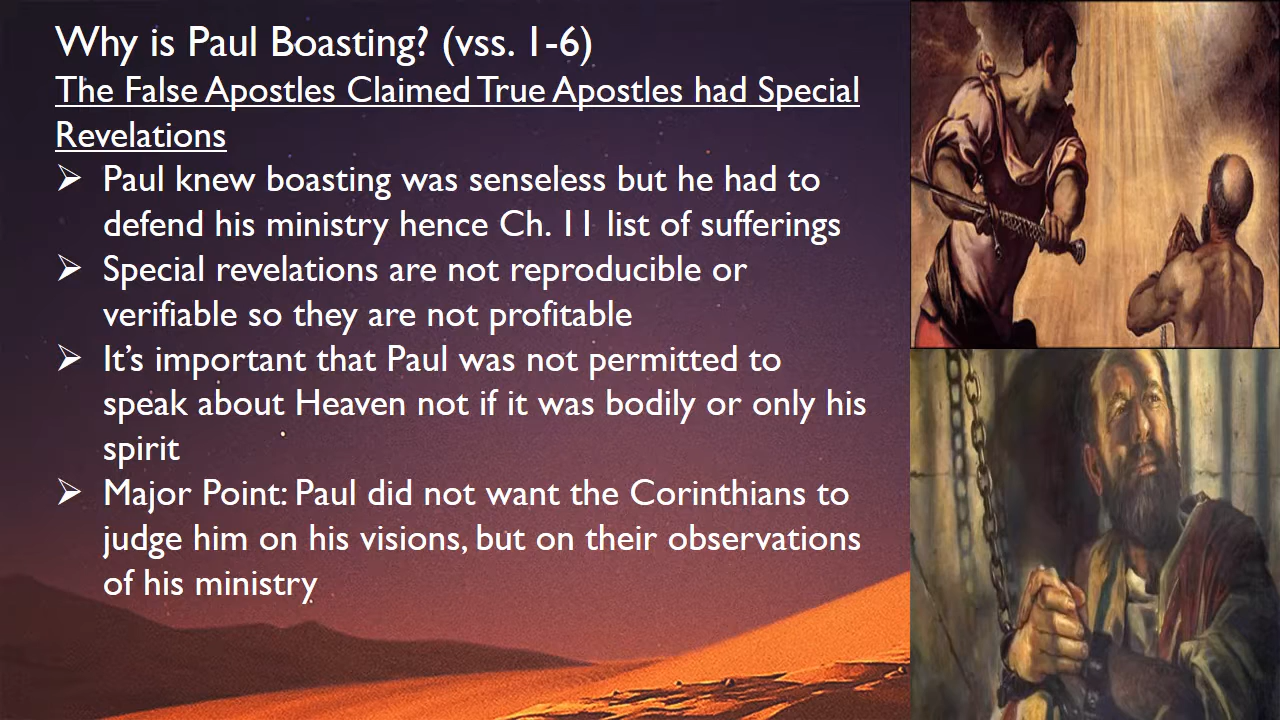 Why is Paul Boasting? (vss. 1-6)
The False Apostles Claimed True Apostles had Special
Revelations
➢ Paul knew boasting was senseless but he had to
defend his ministry hence Ch. 11 list of sufferings
➢ Special revelations are not reproducible or
verifiable so they are not profitable
➢ It’s important that Paul was not permitted to
speak about Heaven not if it was bodily or only his
spirit
➢ Major Point: Paul did not want the Corinthians to
judge him on his visions, but on their observations
of his ministry